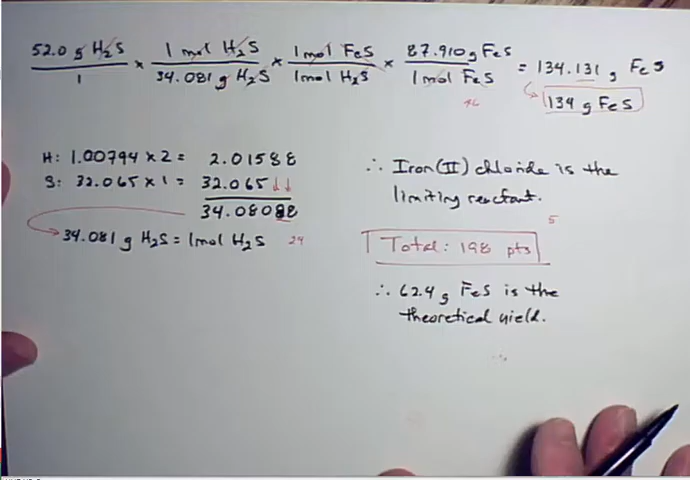 52.0 g H₂S / 1 × 1 mol H₂S / 34.081 g H₂S × 1 mol FeS / 1 mol H₂S × 87.910 g FeS / 1 mol FeS = 134.131 g FeS
134 g FeS
H: 1.00794 × 2 = 2.01588
S: 32.065 × 1 = 32.065 ↓↓
34.08088
34.081 g H₂S = 1 mol H₂S 24
∴ Iron(II) chloride is the
limiting reactant.
5
Total: 198 pts
∴ 62.4 g FeS is the
theoretical yield.